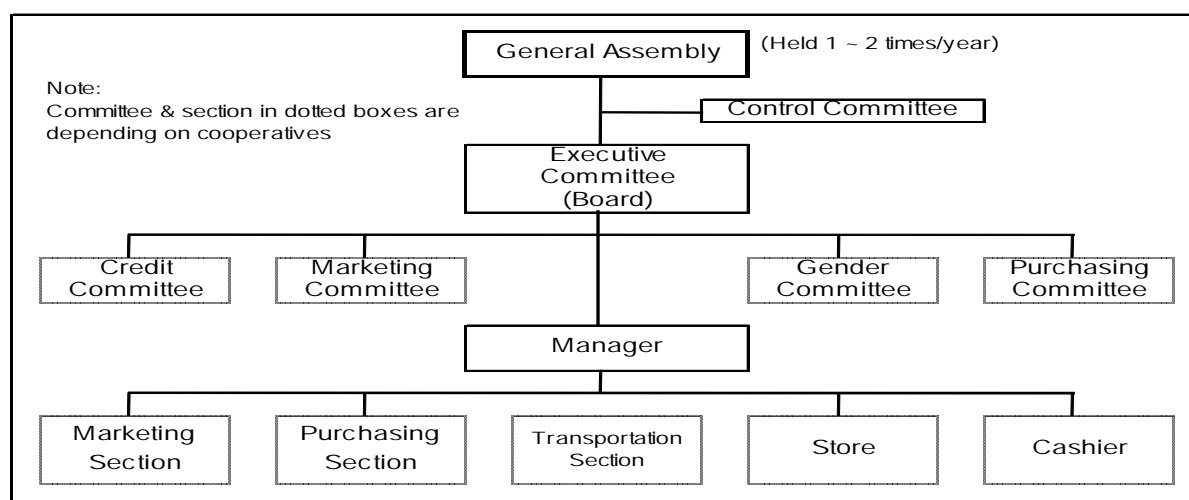 General Assembly
(Held 1 ~ 2 times/year)
Note:
Committee & section in dotted boxes are
depending on cooperatives
Control Committee
Executive
Committee
(Board)
Credit
Committee
Marketing
Committee
Gender
Committee
Purchasing
Committee
Manager
Marketing
Section
Purchasing
Section
Transportation
Section
Store
Cashier